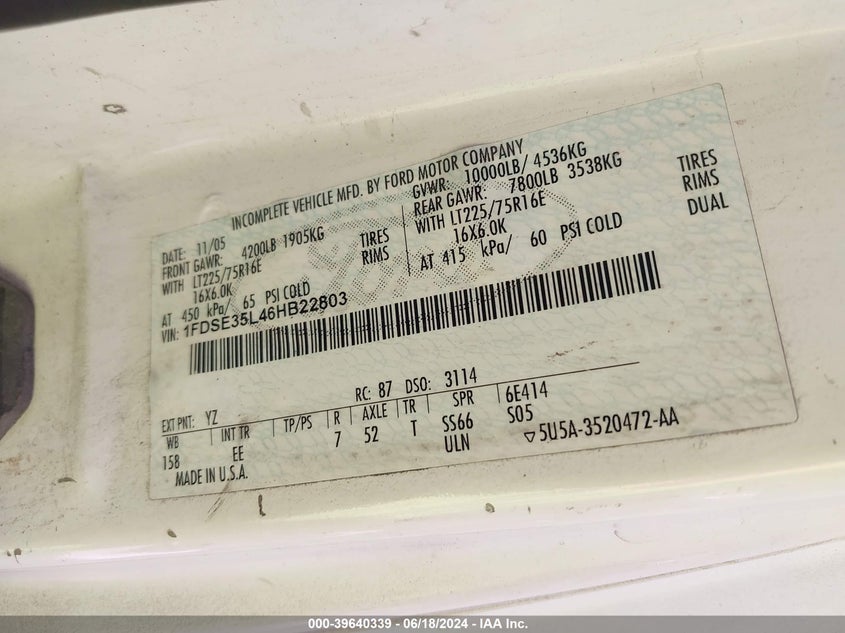 INCOMPLETE VEHICLE MFD. BY FORD MOTOR COMPANY
DATE: 11/05
GVWR: 10000LB/ 4536KG
FRONT GAWR: 4200LB 1905KG
REAR GAWR: 7800LB 3538KG
WITH LT225/75R16E TIRES
WITH LT225/75R16E TIRES
16X6.0K RIMS
16X6.0K RIMS
AT 450 kPa/ 65 PSI COLD
AT 415 kPa/ 60 PSI COLD DUAL
VIN: 1FDSE35L46HB22803
EXT PNT: YZ RC: 87 DSO: 3114
WB INT TR TP/PS R AXLE TR SPR 6E414
158 EE 7 52 T SS66 S05
ULN ▽5U5A-3520472-AA
MADE IN U.S.A.
000-39640339 - 06/18/2024 - IAA Inc.